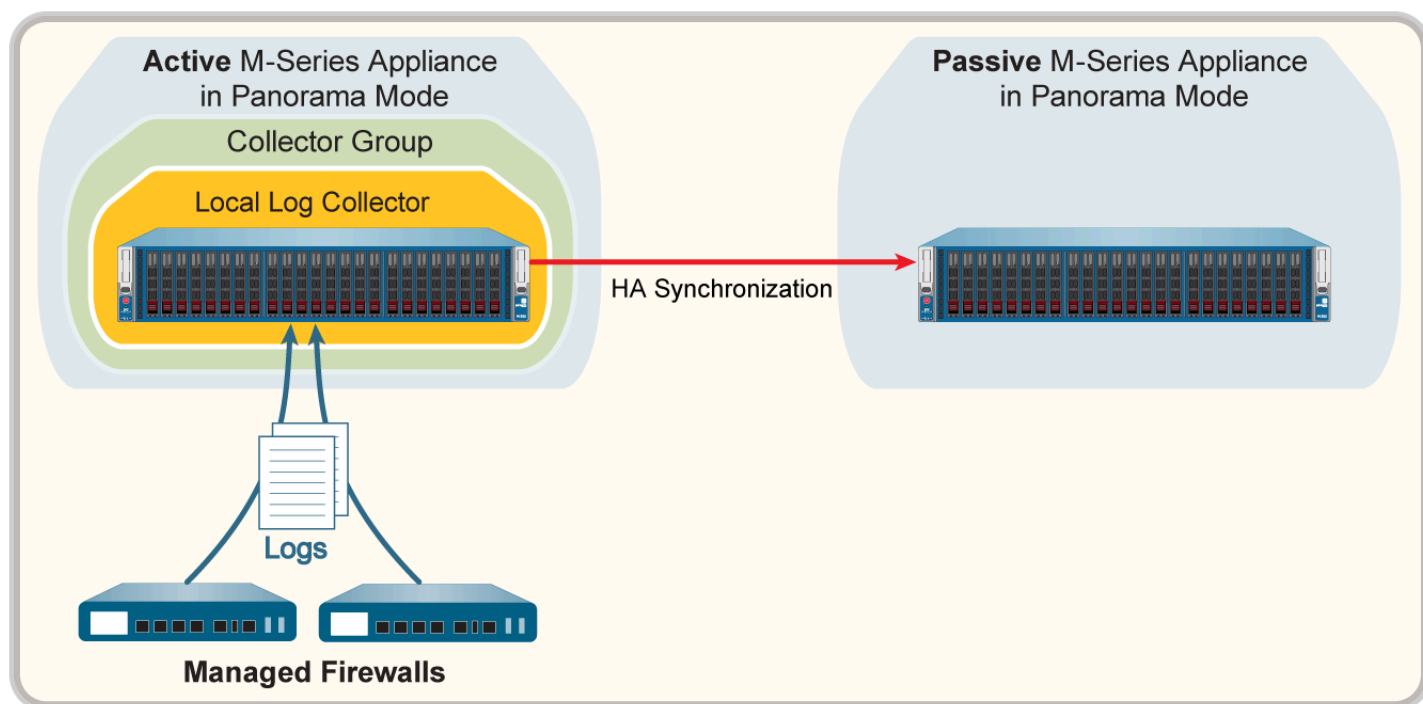 Active M-Series Appliance
in Panorama Mode
Collector Group
Local Log Collector
Passive M-Series Appliance
in Panorama Mode
HA Synchronization
Logs
Managed Firewalls